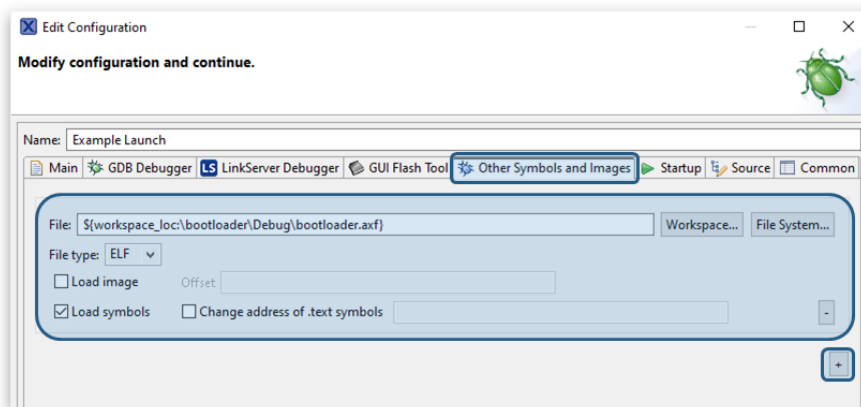 Edit Configuration
Modify configuration and continue.
Name: Example Launch
Main GDB Debugger LS LinkServer Debugger GUI Flash Tool Other Symbols and Images Startup Source Common
File: ${workspace_loc:\bootloader\Debug\bootloader.axf} Workspace... File System...
File type: ELF
Load image Offset
Load symbols Change address of .text symbols -
+